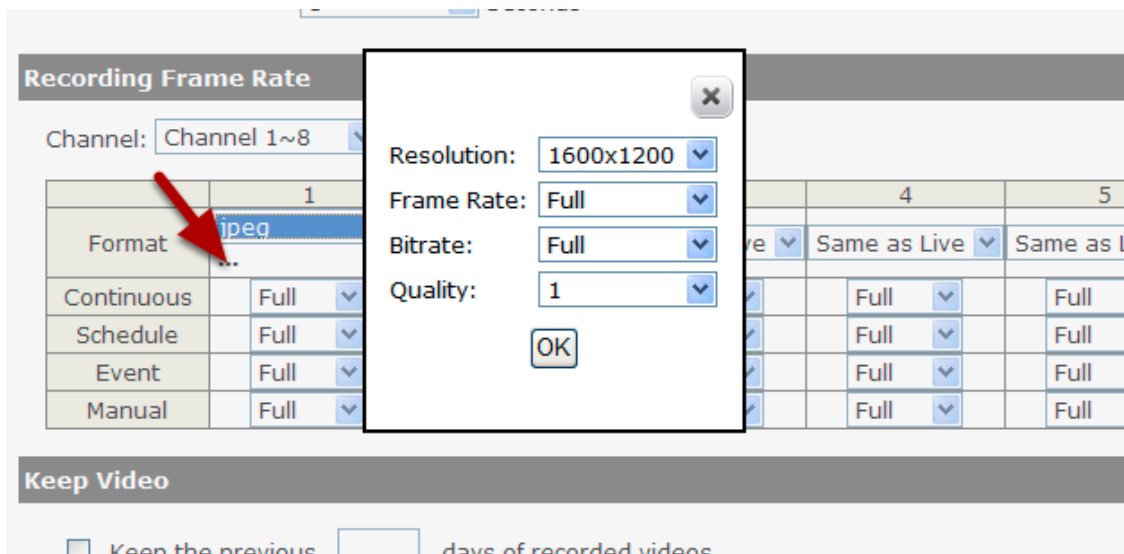 Recording Frame Rate
Channel: Channel 1~8
Resolution: 1600x1200
Frame Rate: Full
Bitrate: Full
Quality: 1
OK
1 4 5
Format jpeg Same as Live Same as
...
Continuous Full Full Full
Schedule Full Full Full
Event Full Full Full
Manual Full Full Full
Keep Video
Keep the previous days of recorded videos